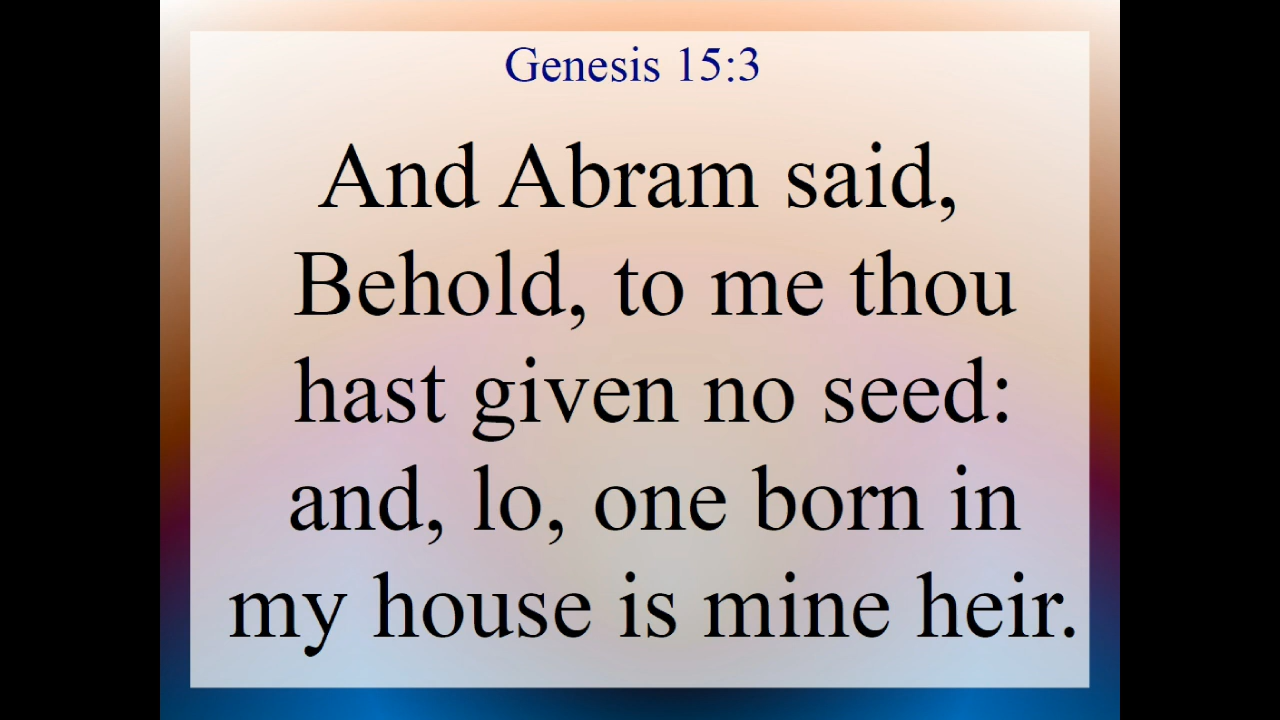 Genesis 15:3
And Abram said,
Behold, to me thou
hast given no seed:
and, lo, one born in
my house is mine heir.